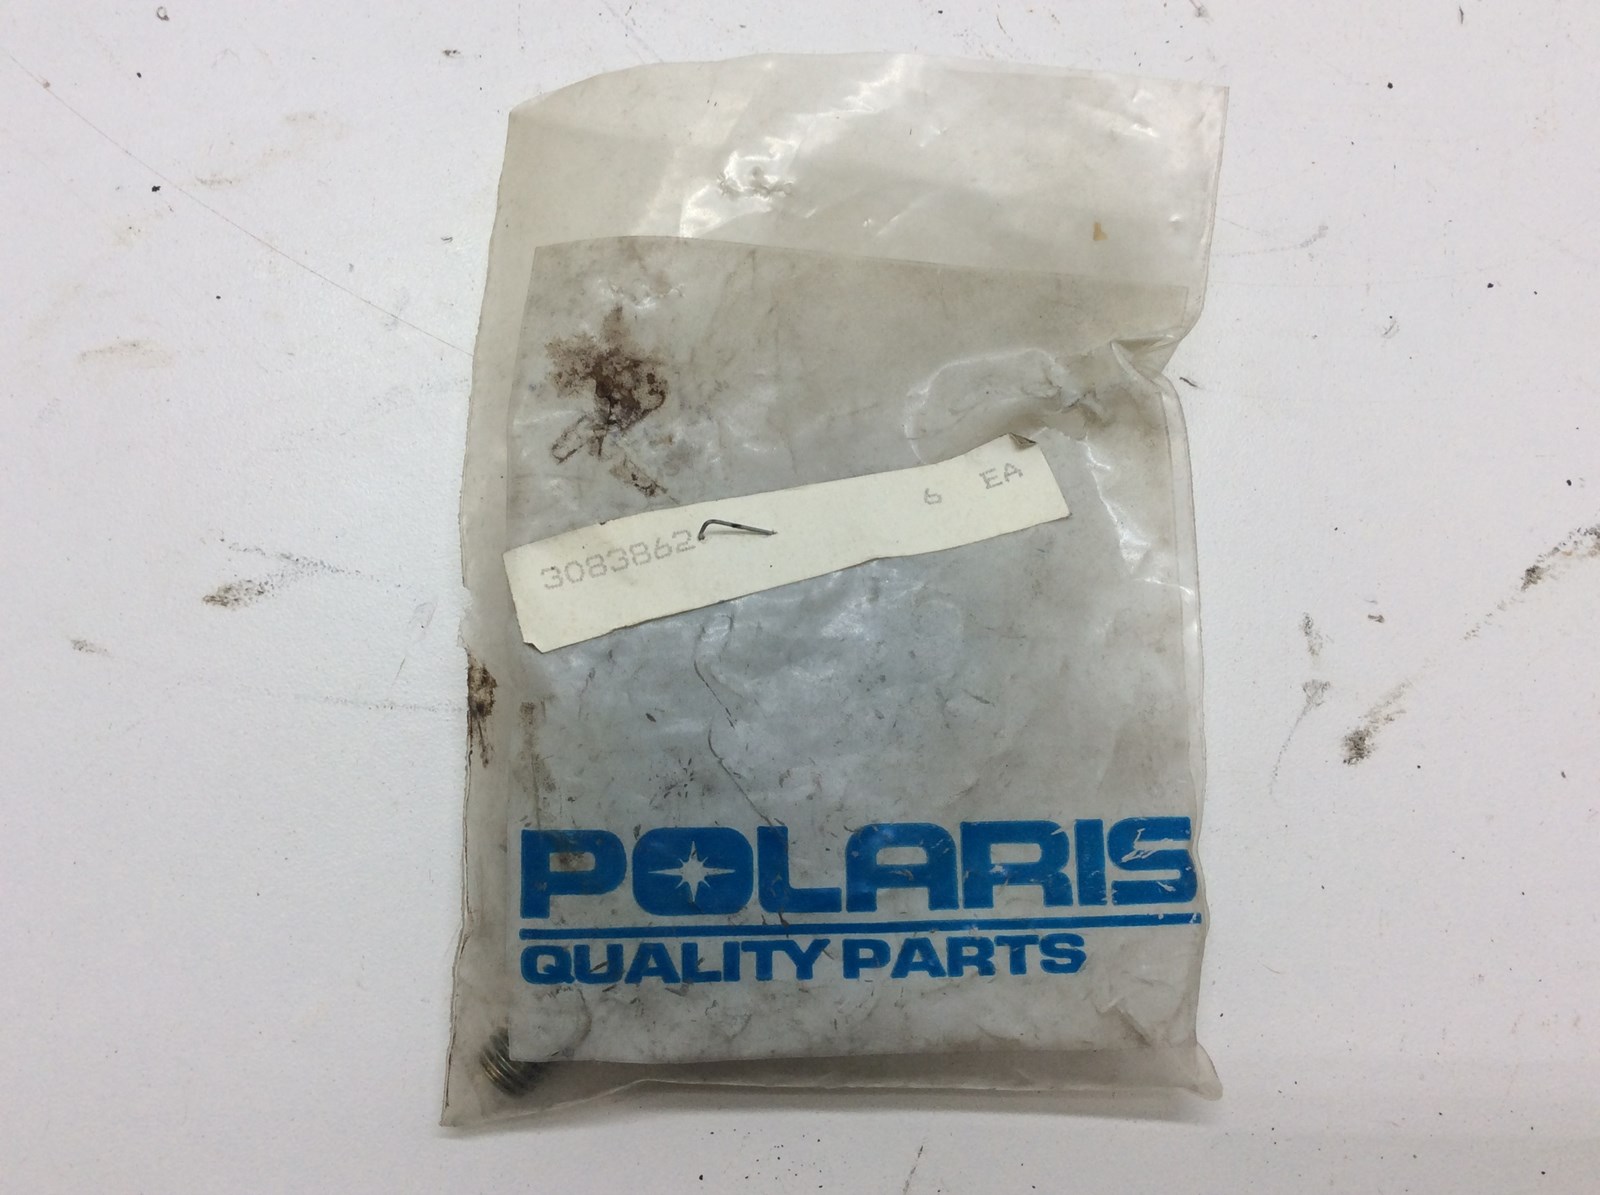 3083862 6 EA
POLARIS
QUALITY PARTS